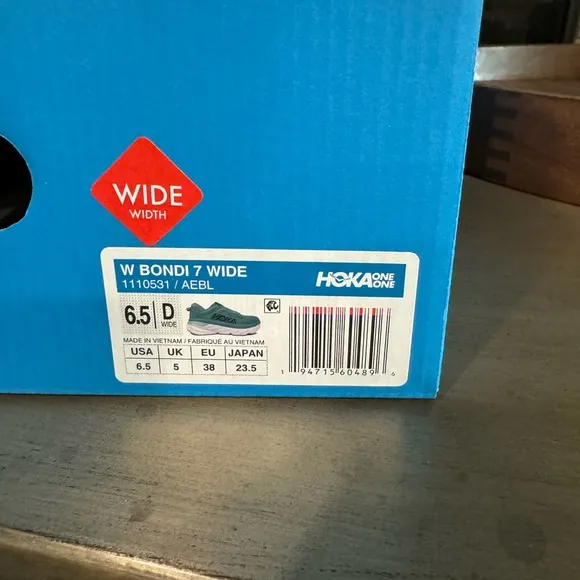 WIDE
WIDTH
W BONDI 7 WIDE
1110531 / AEBL
HOKA ONE ONE
6.5 D WIDE
HOKA
MADE IN VIETNAM / FABRIQUÉ AU VIETNAM
USA UK EU JAPAN
6.5 5 38 23.5
1 94715 60489 6